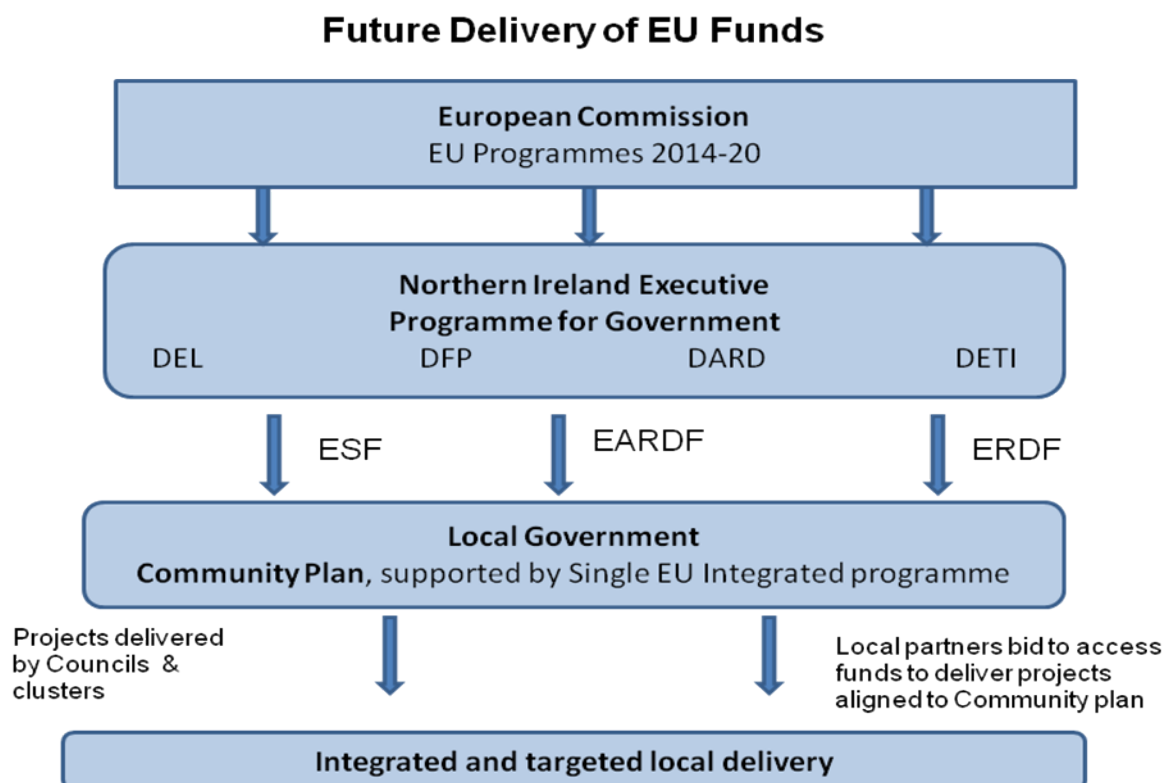 Future Delivery of EU Funds
European Commission
EU Programmes 2014-20
Northern Ireland Executive
Programme for Government
DEL DFP DARD DETI
ESF EARDF ERDF
Local Government
Community Plan, supported by Single EU Integrated programme
Projects delivered
by Councils & 
clusters
Local partners bid to access
funds to deliver projects
aligned to Community plan
Integrated and targeted local delivery